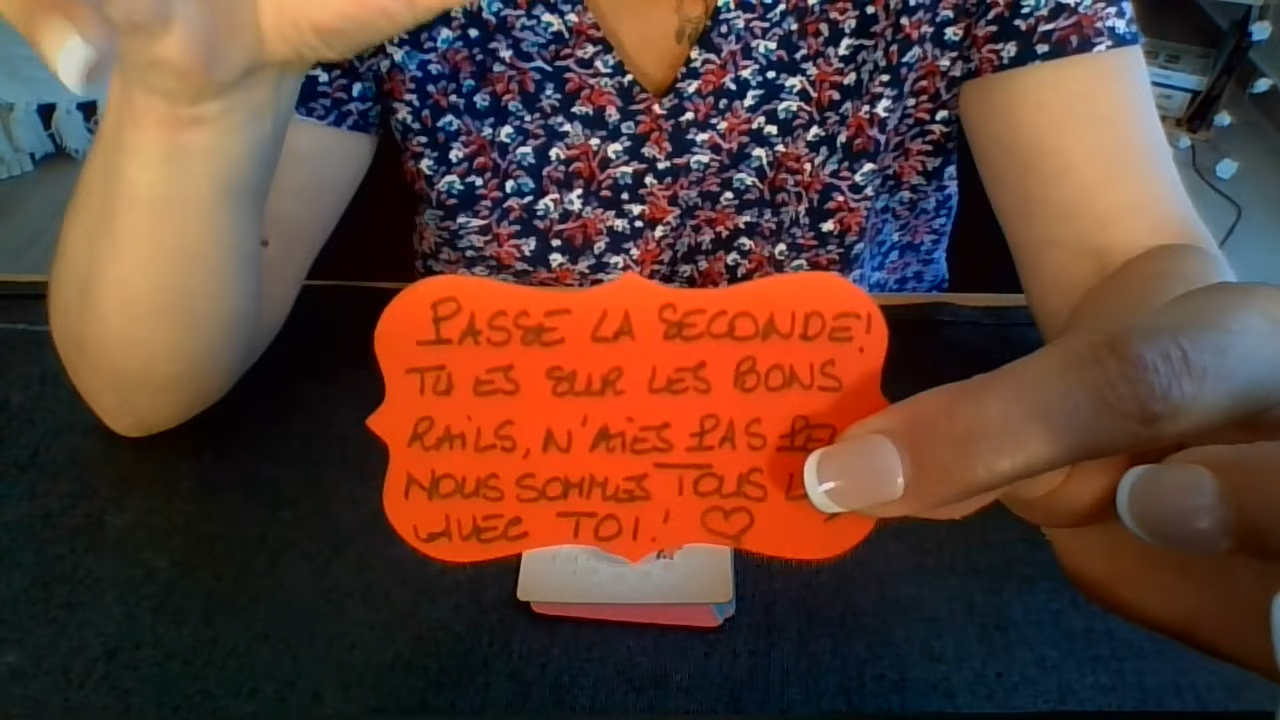 PASSE LA SECONDE!
TU ES SUR LES BONS
RAILS, N'AIES PAS
NOUS SOMMES TOUS
AVEC TOI! ♡